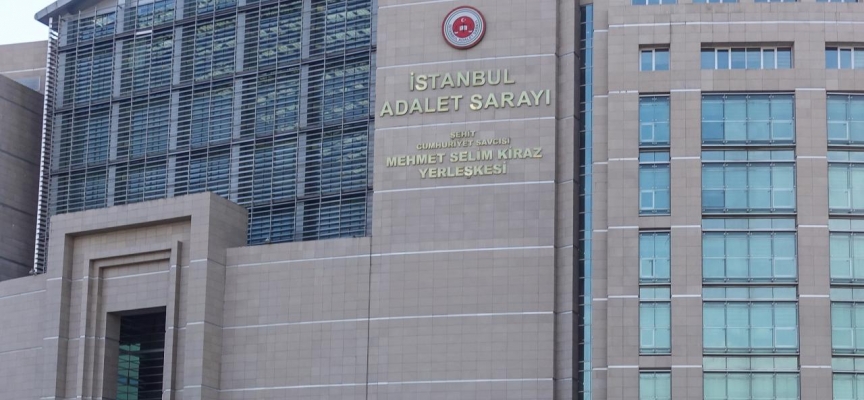 İSTANBUL
ADALET SARAYI
ŞEHİT
CUMHURİYET SAVCISI
MEHMET SELİM KİRAZ
YERLEŞKESİ